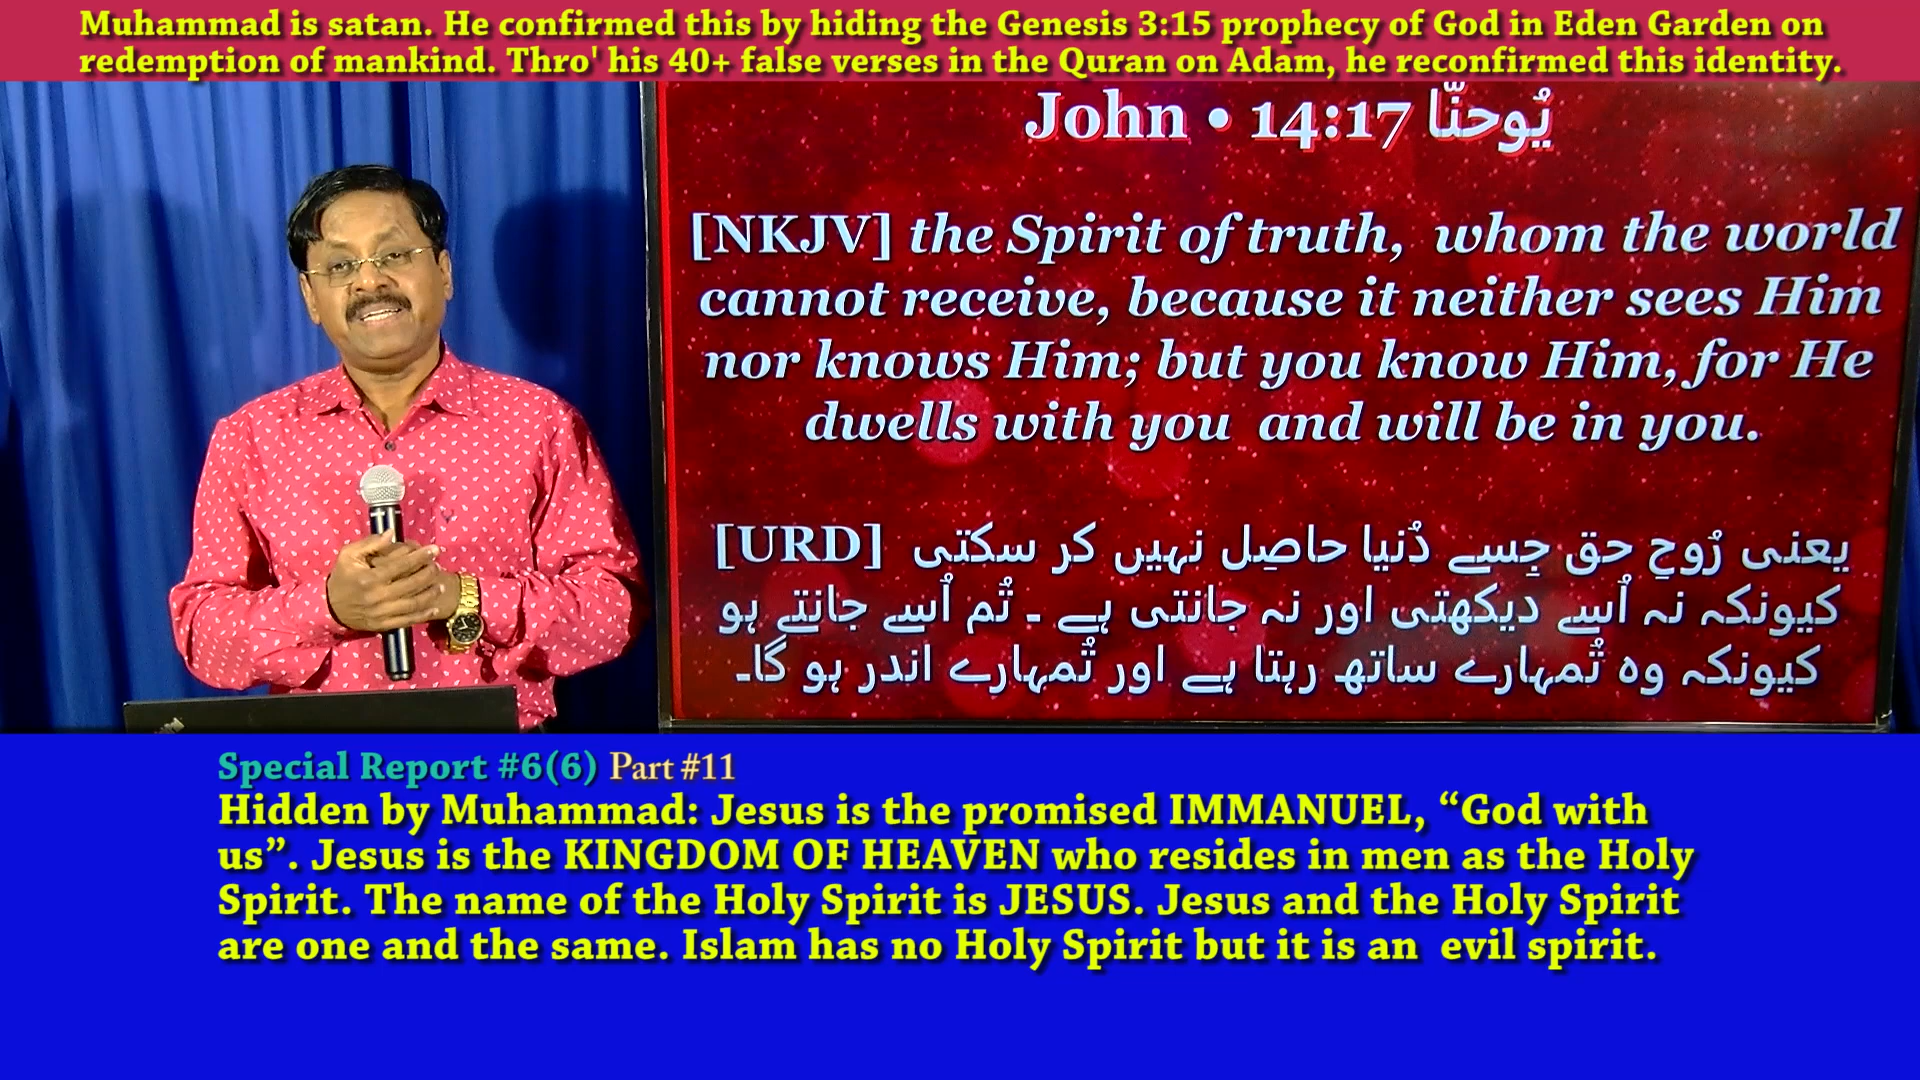 Muhammad is satan. He confirmed this by hiding the Genesis 3:15 prophecy of God in Eden Garden on
redemption of mankind. Thro' his 40+ false verses in the Quran on Adam, he reconfirmed this identity.
John • 14:17 یُوحنّا
[NKJV] the Spirit of truth, whom the world
cannot receive, because it neither sees Him
nor knows Him; but you know Him, for He
dwells with you and will be in you.
[URD] یعنی رُوحِ حق جِسے دُنیا حاصِل نہیں کر سکتی
کیونکہ نہ اُسے دیکھتی اور نہ جانتی ہے ۔ تُم اُسے جانتے ہو
کیونکہ وہ تُمہارے ساتھ رہتا ہے اور تُمہارے اندر ہو گا۔
Special Report #6(6) Part #11
Hidden by Muhammad: Jesus is the promised IMMANUEL, “God with
us”. Jesus is the KINGDOM OF HEAVEN who resides in men as the Holy
Spirit. The name of the Holy Spirit is JESUS. Jesus and the Holy Spirit
are one and the same. Islam has no Holy Spirit but it is an evil spirit.